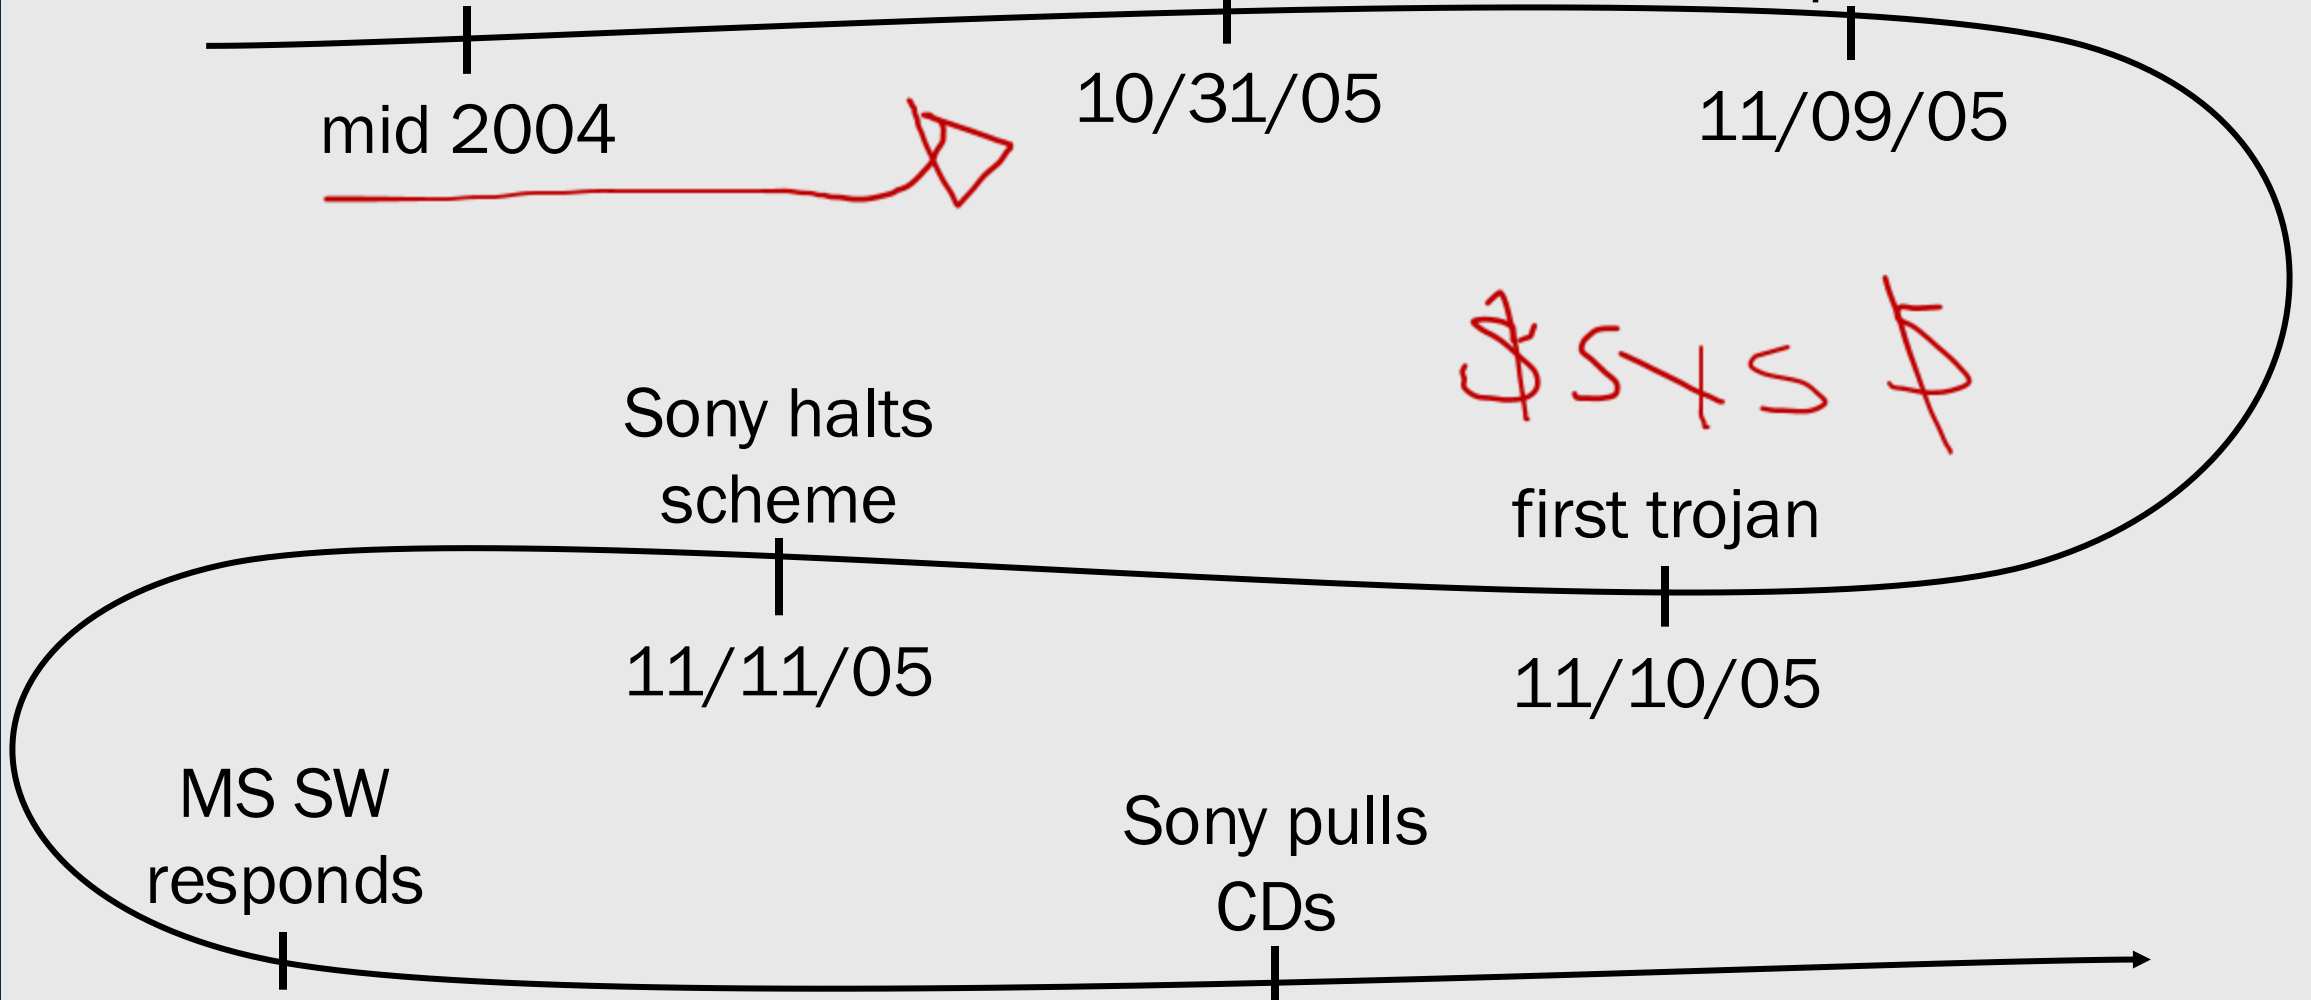 mid 2004
10/31/05
11/09/05
$sys$
Sony halts
scheme
first trojan
11/11/05
11/10/05
MS SW
responds
Sony pulls
CDs